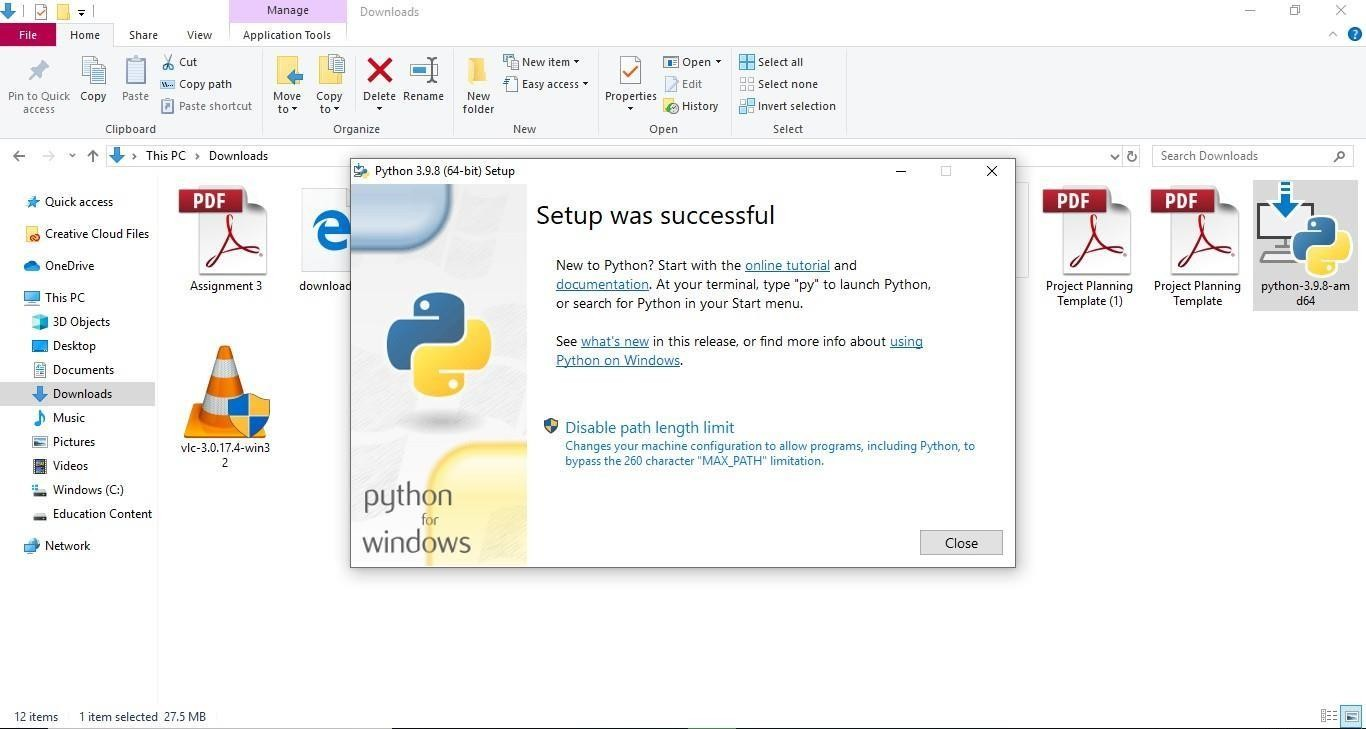 Manage
Downloads
File
Home
Share
View
Application Tools
Pin to Quick
access
Copy
Paste
Cut
Copy path
Paste shortcut
Clipboard
Move
to
Copy
to
Delete
Rename
Organize
New
folder
New item
Easy access
New
Properties
Open
Edit
History
Open
Select all
Select none
Invert selection
Select
This PC
Downloads
Search Downloads
Quick access
Creative Cloud Files
OneDrive
This PC
3D Objects
Desktop
Documents
Downloads
Music
Pictures
Videos
Windows (C:)
Education Content
Network
PDF
Assignment 3
download
PDF
Project Planning
Template (1)
PDF
Project Planning
Template
python-3.9.8-am
d64
vlc-3.0.17.4-win3
2
Python 3.9.8 (64-bit) Setup
Setup was successful
New to Python? Start with the online tutorial and
documentation. At your terminal, type "py" to launch Python,
or search for Python in your Start menu.
See what's new in this release, or find more info about using
Python on Windows.
Disable path length limit
Changes your machine configuration to allow programs, including Python, to
bypass the 260 character "MAX_PATH" limitation.
python
for
windows
Close
12 items
1 item selected 27.5 MB